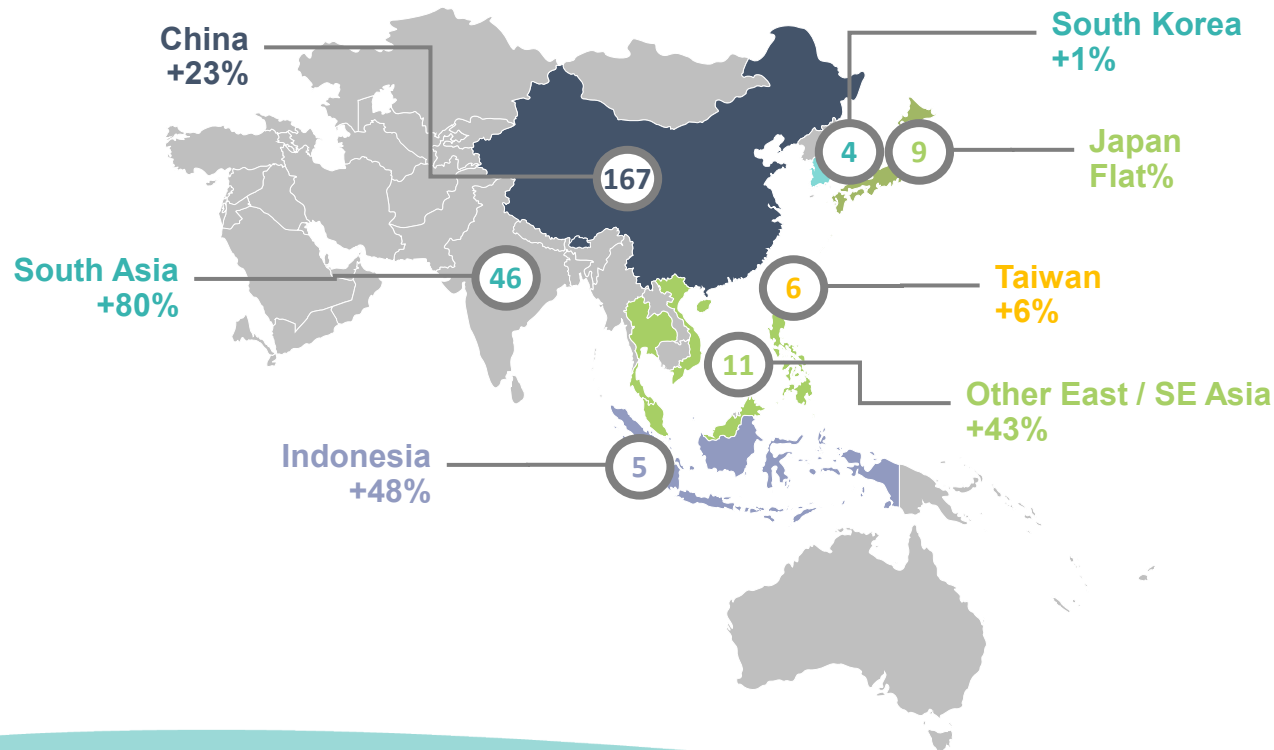 China
+23%
South Korea
+1%
167
4
9
Japan
Flat%
South Asia
+80%
46
6
Taiwan
+6%
11
Other East / SE Asia
+43%
Indonesia
+48%
5